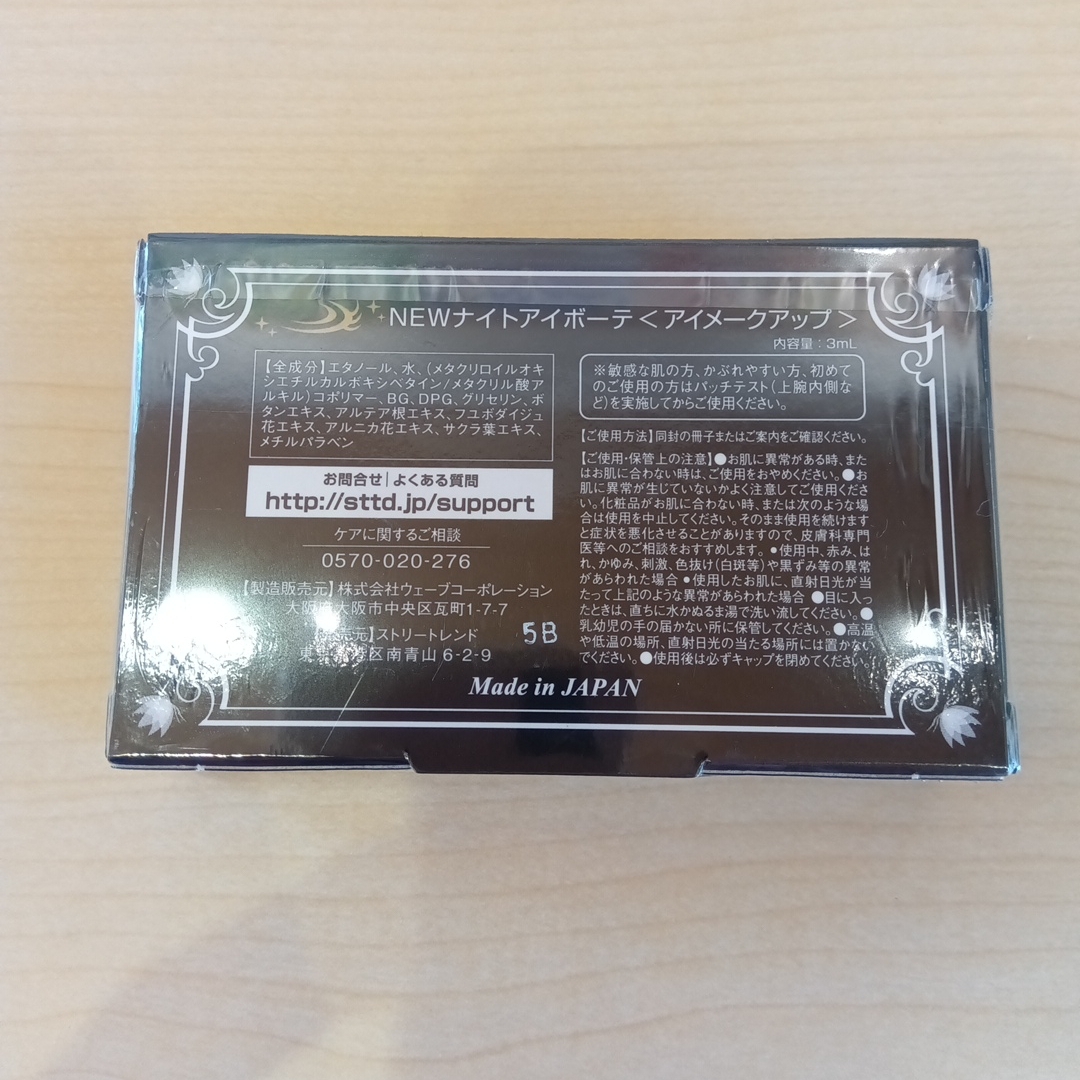 NEWナイトアイボーテ＜アイメークアップ＞
内容量：3mL
【全成分】エタノール、水、（メタクリロイルオキ
シエチルカルボキシベタイン/メタクリル酸ア
ルキル）コポリマー、BG、DPG、グリセリン、ボ
タンエキス、アルテア根エキス、フユボダイジュ
花エキス、アルニカ花エキス、サクラ葉エキス、
メチルパラベン
お問合せ|よくある質問
http://sttd.jp/support
ケアに関するご相談
0570-020-276
【製造販売元】株式会社ウェーブコーポレーション
大阪 大阪市中央区瓦町1-7-7
元】ストリートレンド
東 区南青山 6-2-9
5B
※敏感な肌の方、かぶれやすい方、初めて
のご使用の方はパッチテスト（上腕内側な
ど）を実施してからご使用ください。
【ご使用方法】同封の冊子またはご案内をご確認ください。
【ご使用・保管上の注意】●お肌に異常がある時、また
はお肌に合わない時は、ご使用をおやめください。●お
肌に異常が生じていないかよく注意してご使用くださ
い。化粧品がお肌に合わない時、または次のような場
合は使用を中止してください。そのまま使用を続けます
と症状を悪化させることがありますので、皮膚科専門
医等へのご相談をおすすめします。●使用中、赤み、は
れ、かゆみ、刺激、色抜け（白斑等）や黒ずみ等の異常
があらわれた場合 ●使用したお肌に、直射日光が当
たって上記のような異常があらわれた場合 ●目に入っ
たときは、直ちに水かぬるま湯で洗い流してください。●
乳幼児の手の届かない所に保管してください。●高温
や低温の場所、直射日光の当たる場所には置かない
でください。●使用後は必ずキャップを閉めてください。
Made in JAPAN